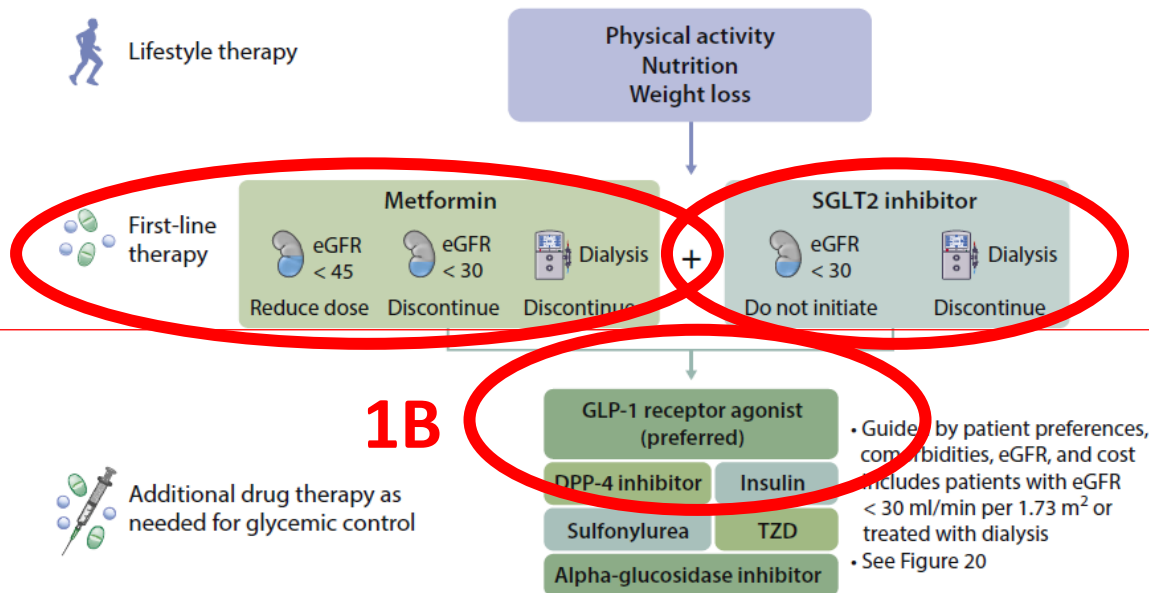 Lifestyle therapy
Physical activity
Nutrition
Weight loss
First-line
therapy
Metformin
eGFR
< 45
Reduce dose
eGFR
< 30
Discontinue
Dialysis
Discontinue
+
SGLT2 inhibitor
eGFR
< 30
Do not initiate
Dialysis
Discontinue
1B
GLP-1 receptor agonist
(preferred)
DPP-4 inhibitor
Insulin
Sulfonylurea
TZD
Alpha-glucosidase inhibitor
Additional drug therapy as
needed for glycemic control
• Guided by patient preferences,
comorbidities, eGFR, and cost
includes patients with eGFR
< 30 ml/min per 1.73 m² or
treated with dialysis
• See Figure 20